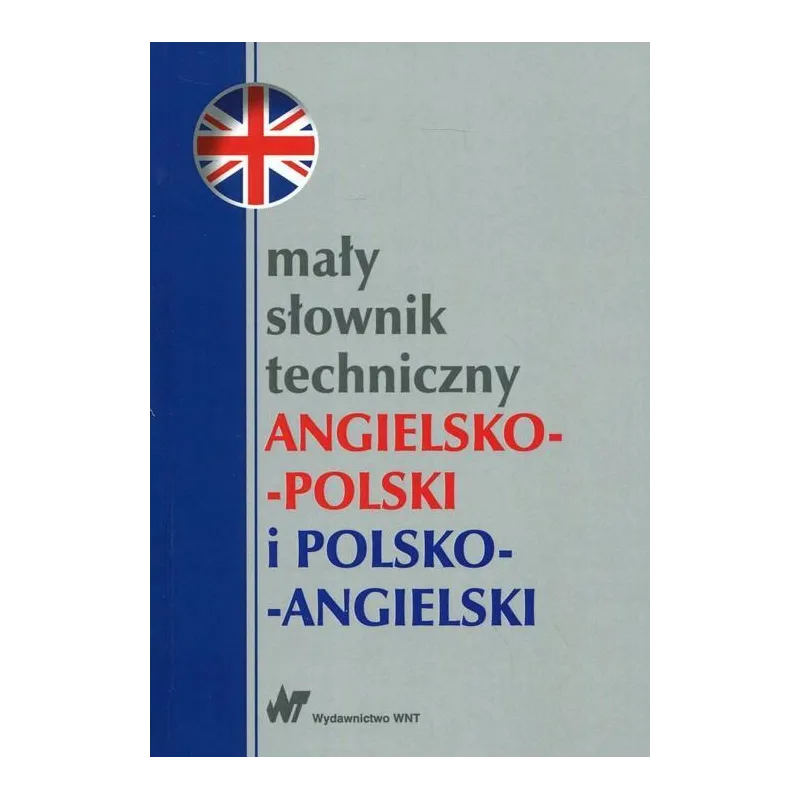 mały
słownik
techniczny
ANGIELSKO-
-POLSKI
i POLSKO-
-ANGIELSKI
WNT Wydawnictwo WNT